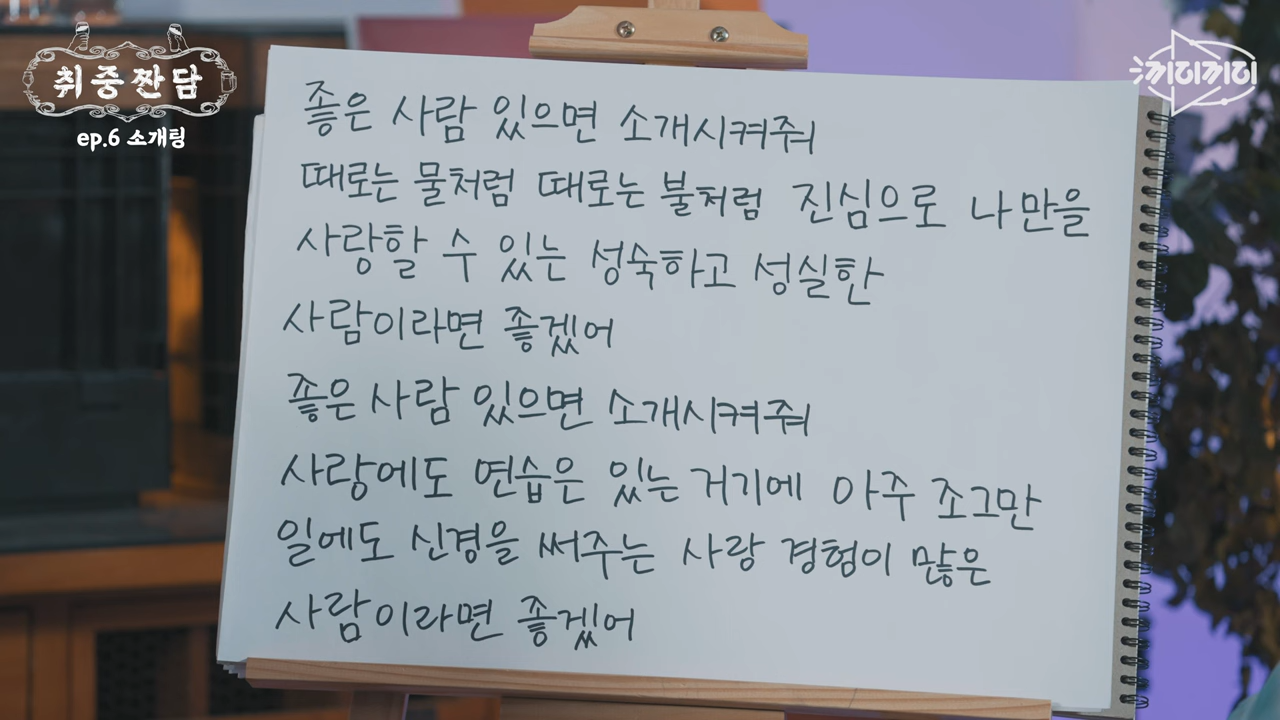 취중짠담
ep.6 소개팅
끼리끼리
좋은 사람 있으면 소개시켜줘
때로는 물처럼 때로는 불처럼 진심으로 나만을
사랑할 수 있는 성숙하고 성실한
사람이라면 좋겠어
좋은 사람 있으면 소개시켜줘
사랑에도 연습은 있는 거기에 아주 조그만
일에도 신경을 써주는 사랑 경험이 많은
사람이라면 좋겠어